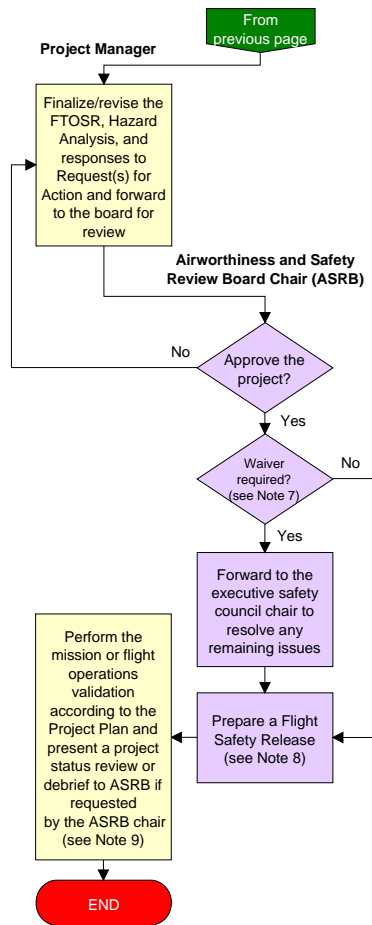 From
previous page
Project Manager
Finalize/revise the
FTOSR, Hazard
Analysis, and
responses to
Request(s) for
Action and forward
to the board for
review
Airworthiness and Safety
Review Board Chair (ASRB)
No
Approve the
project?
Yes
Waiver
required?
(see Note 7)
No
Yes
Forward to the
executive safety
council chair to
resolve any
remaining issues
Perform the
mission or flight
operations
validation
according to the
Project Plan and
present a project
status review or
debrief to ASRB if
requested
by the ASRB chair
(see Note 9)
Prepare a Flight
Safety Release
(see Note 8)
END